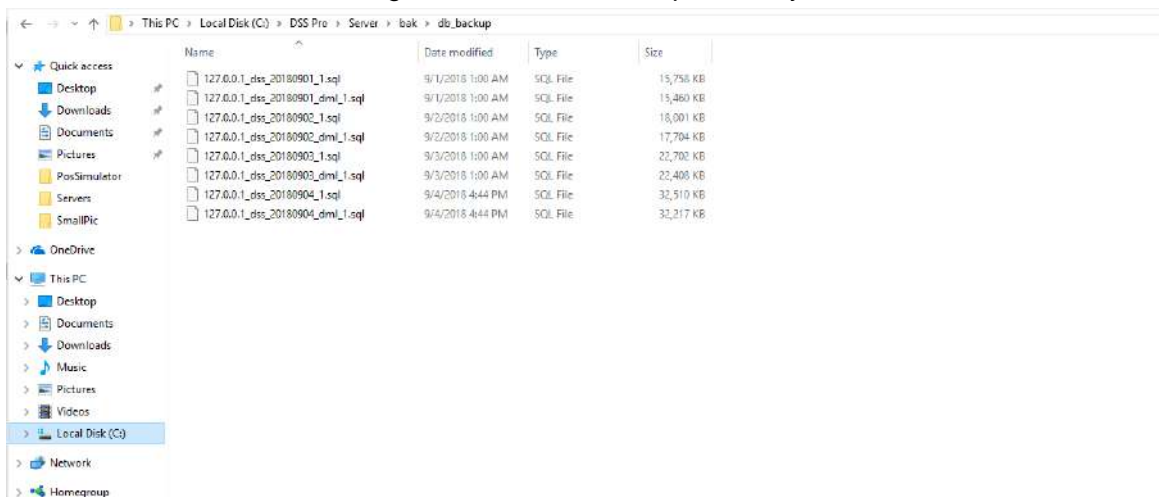 This PC > Local Disk (C:) > DSS Pro > Server > bak > db_backup
Name Date modified Type Size
127.0.0.1_dss_20180901_1.sql 9/1/2018 1:00 AM SQL File 15,758 KB
127.0.0.1_dss_20180901_dml_1.sql 9/1/2018 1:00 AM SQL File 15,460 KB
127.0.0.1_dss_20180902_1.sql 9/2/2018 1:00 AM SQL File 18,001 KB
127.0.0.1_dss_20180902_dml_1.sql 9/2/2018 1:00 AM SQL File 17,704 KB
127.0.0.1_dss_20180903_1.sql 9/3/2018 1:00 AM SQL File 22,702 KB
127.0.0.1_dss_20180903_dml_1.sql 9/3/2018 1:00 AM SQL File 22,408 KB
127.0.0.1_dss_20180904_1.sql 9/4/2018 4:44 PM SQL File 32,510 KB
127.0.0.1_dss_20180904_dml_1.sql 9/4/2018 4:44 PM SQL File 32,217 KB
Quick access
Desktop
Downloads
Documents
Pictures
PosSimulator
Servers
SmallPic
OneDrive
This PC
Desktop
Documents
Downloads
Music
Pictures
Videos
Local Disk (C:)
Network
Homegroup